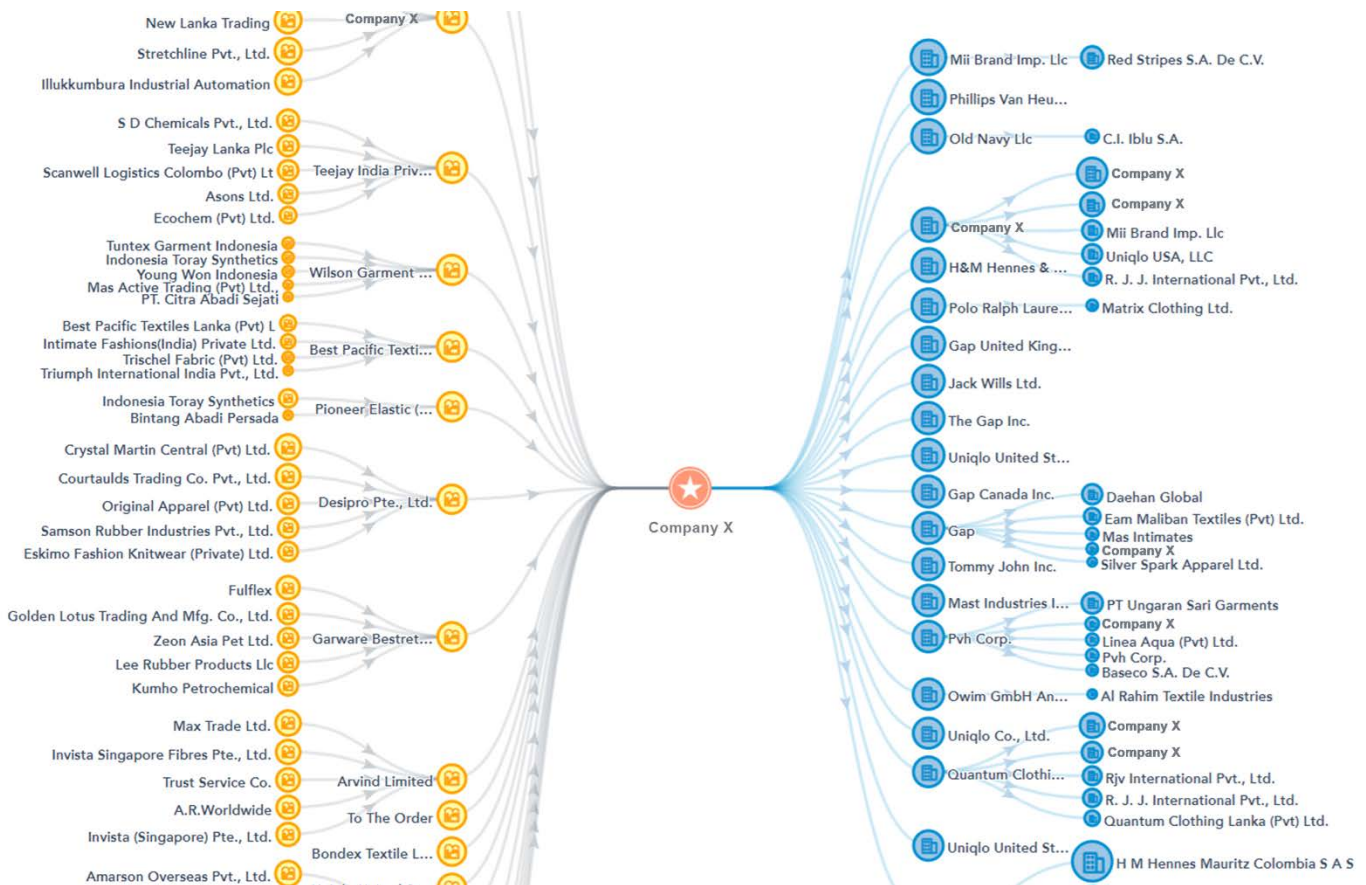 New Lanka Trading
Stretchline Pvt., Ltd.
Illukkumbura Industrial Automation
Company X
S D Chemicals Pvt., Ltd.
Teejay Lanka Plc
Scanwell Logistics Colombo (Pvt) Lt
Asons Ltd.
Ecochem (Pvt) Ltd.
Teejay India Priv...
Tuntex Garment Indonesia
Indonesia Toray Synthetics
Young Won Indonesia
Mas Active Trading (Pvt) Ltd.,
PT. Citra Abadi Sejati
Wilson Garment ...
Best Pacific Textiles Lanka (Pvt) L
Intimate Fashions(India) Private Ltd.
Trischel Fabric (Pvt) Ltd.
Triumph International India Pvt., Ltd.
Best Pacific Texti...
Indonesia Toray Synthetics
Bintang Abadi Persada
Pioneer Elastic (...
Crystal Martin Central (Pvt) Ltd.
Courtaulds Trading Co. Pvt., Ltd.
Original Apparel (Pvt) Ltd.
Samson Rubber Industries Pvt., Ltd.
Eskimo Fashion Knitwear (Private) Ltd.
Desipro Pte., Ltd.
Fulflex
Golden Lotus Trading And Mfg. Co., Ltd.
Zeon Asia Pet Ltd.
Lee Rubber Products Llc
Kumho Petrochemical
Garware Bestret...
Max Trade Ltd.
Invista Singapore Fibres Pte., Ltd.
Trust Service Co.
A.R.Worldwide
Invista (Singapore) Pte., Ltd.
Arvind Limited
To The Order
Bondex Textile L...
Amarson Overseas Pvt., Ltd.
Company X
Mii Brand Imp. Llc
Red Stripes S.A. De C.V.
Phillips Van Heu...
Old Navy Llc
C.I. Iblu S.A.
Company X
Company X
Company X
Mii Brand Imp. Llc
Uniqlo USA, LLC
R. J. J. International Pvt., Ltd.
H&M Hennes & ...
Polo Ralph Laure...
Matrix Clothing Ltd.
Gap United King...
Jack Wills Ltd.
The Gap Inc.
Uniqlo United St...
Gap Canada Inc.
Gap
Daehan Global
Eam Maliban Textiles (Pvt) Ltd.
Mas Intimates
Company X
Silver Spark Apparel Ltd.
Tommy John Inc.
Mast Industries I...
Pvh Corp.
PT Ungaran Sari Garments
Company X
Linea Aqua (Pvt) Ltd.
Pvh Corp.
Baseco S.A. De C.V.
Owim GmbH An...
Al Rahim Textile Industries
Uniqlo Co., Ltd.
Quantum Clothi...
Company X
Company X
Rjv International Pvt., Ltd.
R. J. J. International Pvt., Ltd.
Quantum Clothing Lanka (Pvt) Ltd.
Uniqlo United St...
H M Hennes Mauritz Colombia S A S